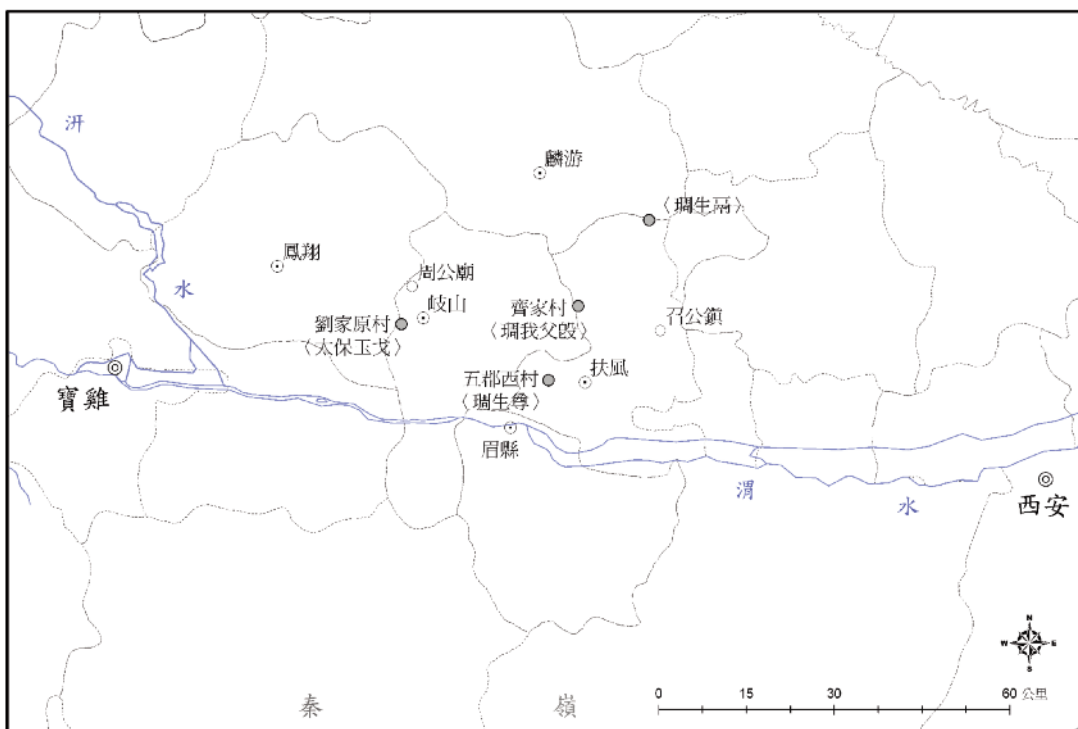 汧
水
麟游
〈琱生鬲〉
鳳翔
周公廟
岐山
劉家原村
〈太保玉戈〉
齊家村
〈琱我父𣪘〉
召公鎮
寶雞
五郡西村
〈琱生尊〉
扶風
眉縣
渭
水
西安
N
W E
S
0 15 30 60 公里
秦
嶺